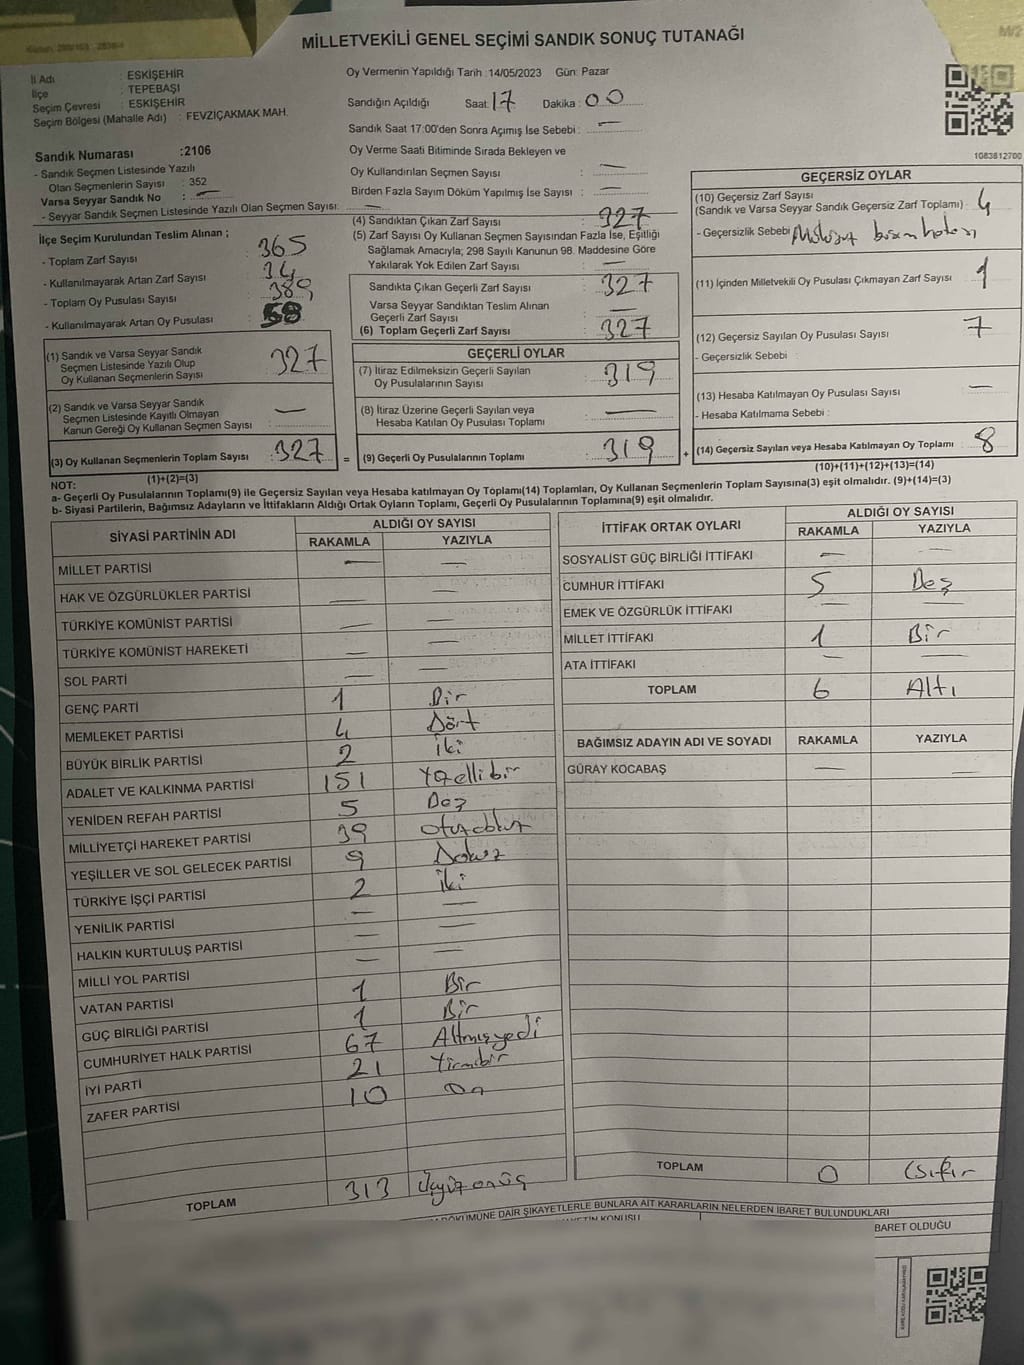 MİLLETVEKİLİ GENEL SEÇİMİ SANDIK SONUÇ TUTANAĞI
M/2
İl Adı : ESKİŞEHİR
İlçe : TEPEBAŞI
Seçim Çevresi : ESKİŞEHİR
Seçim Bölgesi (Mahalle Adı) : FEVZİÇAKMAK MAH.
Sandık Numarası :2106
- Sandık Seçmen Listesinde Yazılı
Olan Seçmenlerin Sayısı : 352
Varsa Seyyar Sandık No : —
- Seyyar Sandık Seçmen Listesinde Yazılı Olan Seçmen Sayısı: —
Oy Vermenin Yapıldığı Tarih :14/05/2023 Gün: Pazar
Sandığın Açıldığı Saat: 17 Dakika : 00
Sandık Saat 17:00'den Sonra Açımış İse Sebebi : —
Oy Verme Saati Bitiminde Sırada Bekleyen ve
Oy Kullandırılan Seçmen Sayısı : —
Birden Fazla Sayım Döküm Yapılmış İse Sayısı : —
1083812700
İlçe Seçim Kurulundan Teslim Alınan ;
- Toplam Zarf Sayısı : 365
- Kullanılmayarak Artan Zarf Sayısı : 34
- Toplam Oy Pusulası Sayısı : 389
- Kullanılmayarak Artan Oy Pusulası : 58
(4) Sandıktan Çıkan Zarf Sayısı : 327
(5) Zarf Sayısı Oy Kullanan Seçmen Sayısından Fazla İse, Eşitliği
Sağlamak Amacıyla, 298 Sayılı Kanunun 98. Maddesine Göre
Yakılarak Yok Edilen Zarf Sayısı : —
Sandıkta Çıkan Geçerli Zarf Sayısı : 327
Varsa Seyyar Sandıktan Teslim Alınan
Geçerli Zarf Sayısı : —
(6) Toplam Geçerli Zarf Sayısı : 327
GEÇERSİZ OYLAR
(10) Geçersiz Zarf Sayısı
(Sandık ve Varsa Seyyar Sandık Geçersiz Zarf Toplamı) : 4
- Geçersizlik Sebebi :
(11) İçinden Milletvekili Oy Pusulası Çıkmayan Zarf Sayısı : 1
(12) Geçersiz Sayılan Oy Pusulası Sayısı : 7
- Geçersizlik Sebebi :
(13) Hesaba Katılmayan Oy Pusulası Sayısı : —
- Hesaba Katılmama Sebebi :
(14) Geçersiz Sayılan veya Hesaba Katılmayan Oy Toplamı : 8
(10)+(11)+(12)+(13)=(14)
(1) Sandık ve Varsa Seyyar Sandık
Seçmen Listesinde Yazılı Olup
Oy Kullanan Seçmenlerin Sayısı : 327
(2) Sandık ve Varsa Seyyar Sandık
Seçmen Listesinde Kayıtlı Olmayan
Kanun Gereği Oy Kullanan Seçmen Sayısı : —
(3) Oy Kullanan Seçmenlerin Toplam Sayısı : 327 =
(1)+(2)=(3)
GEÇERLİ OYLAR
(7) İtiraz Edilmeksizin Geçerli Sayılan
Oy Pusulalarının Sayısı : 319
(8) İtiraz Üzerine Geçerli Sayılan veya
Hesaba Katılan Oy Pusulası Toplamı : —
(9) Geçerli Oy Pusulalarının Toplamı : 319 +
NOT:
a- Geçerli Oy Pusulalarının Toplamı(9) ile Geçersiz Sayılan veya Hesaba katılmayan Oy Toplamı(14) Toplamları, Oy Kullanan Seçmenlerin Toplam Sayısına(3) eşit olmalıdır. (9)+(14)=(3)
b- Siyasi Partilerin, Bağımsız Adayların ve İttifakların Aldığı Ortak Oyların Toplamı, Geçerli Oy Pusulalarının Toplamına(9) eşit olmalıdır.
SİYASİ PARTİNİN ADI ALDIĞI OY SAYISI
RAKAMLA YAZIYLA
MİLLET PARTİSİ — —
HAK VE ÖZGÜRLÜKLER PARTİSİ — —
TÜRKİYE KOMÜNİST PARTİSİ — —
TÜRKİYE KOMÜNİST HAREKETİ — —
SOL PARTİ — —
GENÇ PARTİ 1 Bir
MEMLEKET PARTİSİ 4 Dört
BÜYÜK BİRLİK PARTİSİ 2 İki
ADALET VE KALKINMA PARTİSİ 151 Yüzellibir
YENİDEN REFAH PARTİSİ 5 Beş
MİLLİYETÇİ HAREKET PARTİSİ 39 otuzdokuz
YEŞİLLER VE SOL GELECEK PARTİSİ 9 Dokuz
TÜRKİYE İŞÇİ PARTİSİ 2 İki
YENİLİK PARTİSİ — —
HALKIN KURTULUŞ PARTİSİ — —
MİLLİ YOL PARTİSİ — —
VATAN PARTİSİ 1 Bir
GÜÇ BİRLİĞİ PARTİSİ 1 Bir
CUMHURİYET HALK PARTİSİ 67 Altmışyedi
İYİ PARTİ 21 Yirmibir
ZAFER PARTİSİ 10 On
TOPLAM 313 Üçyüz onüç
İTTİFAK ORTAK OYLARI ALDIĞI OY SAYISI
RAKAMLA YAZIYLA
SOSYALİST GÜÇ BİRLİĞİ İTTİFAKI — —
CUMHUR İTTİFAKI 5 Beş
EMEK VE ÖZGÜRLÜK İTTİFAKI — —
MİLLET İTTİFAKI 1 Bir
ATA İTTİFAKI — —
TOPLAM 6 Altı
BAĞIMSIZ ADAYIN ADI VE SOYADI RAKAMLA YAZIYLA
GÜRAY KOCABAŞ — —
TOPLAM 0 Sıfır
DÖKÜMÜNE DAİR ŞİKAYETLERLE BUNLARA AİT KARARLARIN NELERDEN İBARET BULUNDUKLARI
KONUSU
BARET OLDUĞU